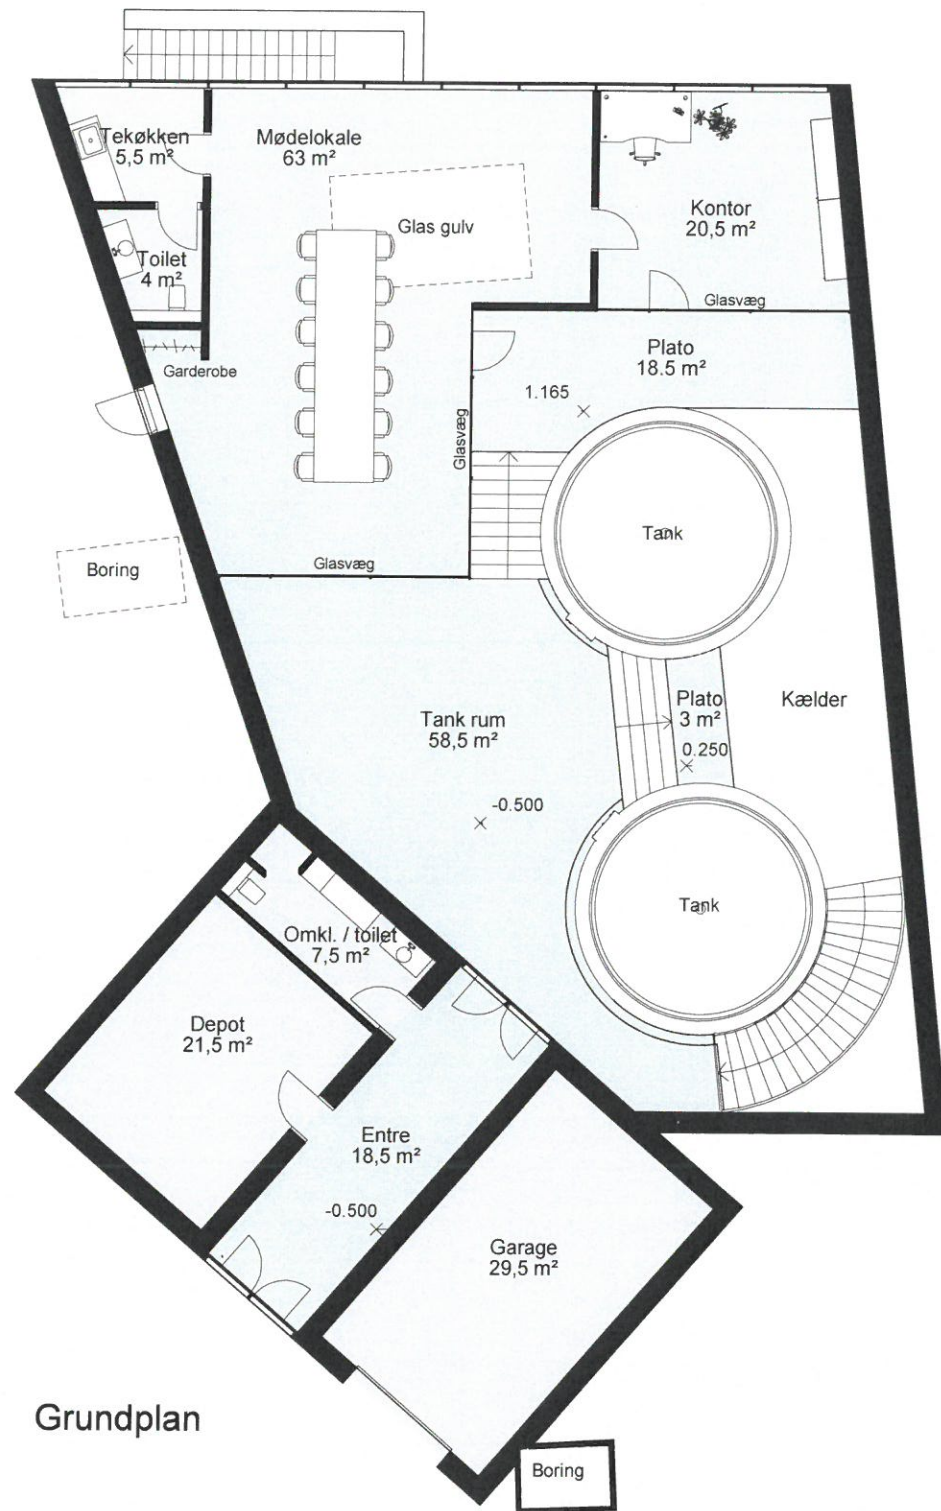 Tekøkken
5,5 m²
Mødelokale
63 m²
Glas gulv
Kontor
20,5 m²
Toilet
4 m²
Glasvæg
Garderobe
Plato
18.5 m²
1.165
Glasvæg
Tank
Glasvæg
Boring
Tank rum
58,5 m²
Plato
3 m²
0.250
Kælder
-0.500
Tank
Omkl. / toilet
7,5 m²
Depot
21,5 m²
Entre
18,5 m²
-0.500
Garage
29,5 m²
Grundplan
Boring